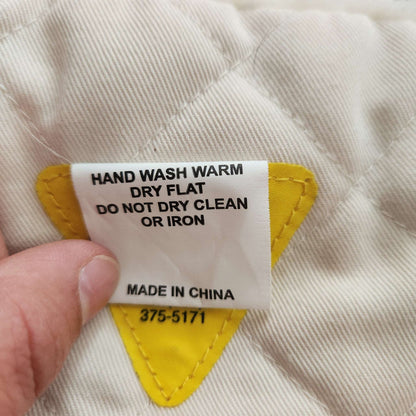 HAND WASH WARM
DRY FLAT
DO NOT DRY CLEAN
OR IRON
MADE IN CHINA
375-5171